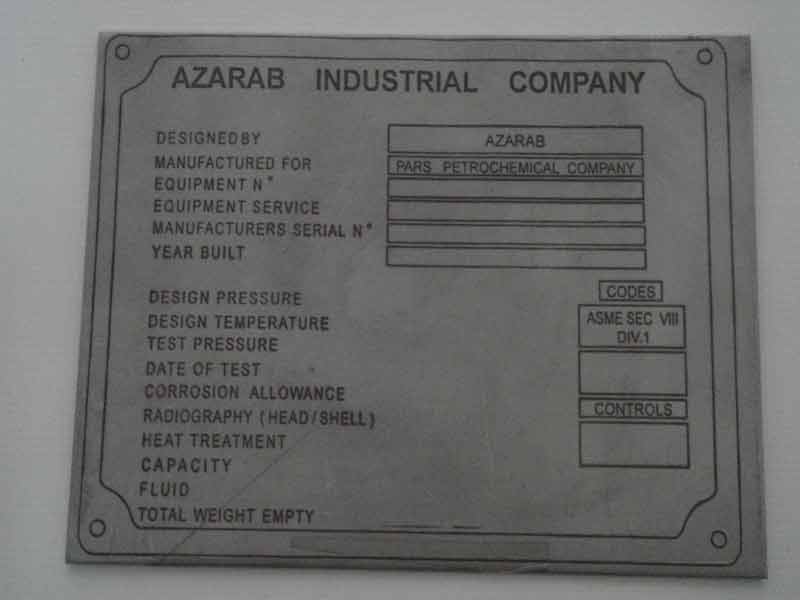 AZARAB INDUSTRIAL COMPANY
DESIGNED BY AZARAB
MANUFACTURED FOR PARS PETROCHEMICAL COMPANY
EQUIPMENT N°
EQUIPMENT SERVICE
MANUFACTURERS SERIAL N°
YEAR BUILT
DESIGN PRESSURE CODES
DESIGN TEMPERATURE ASME SEC VIII
TEST PRESSURE DIV.1
DATE OF TEST
CORROSION ALLOWANCE
RADIOGRAPHY (HEAD/SHELL) CONTROLS
HEAT TREATMENT
CAPACITY
FLUID
TOTAL WEIGHT EMPTY